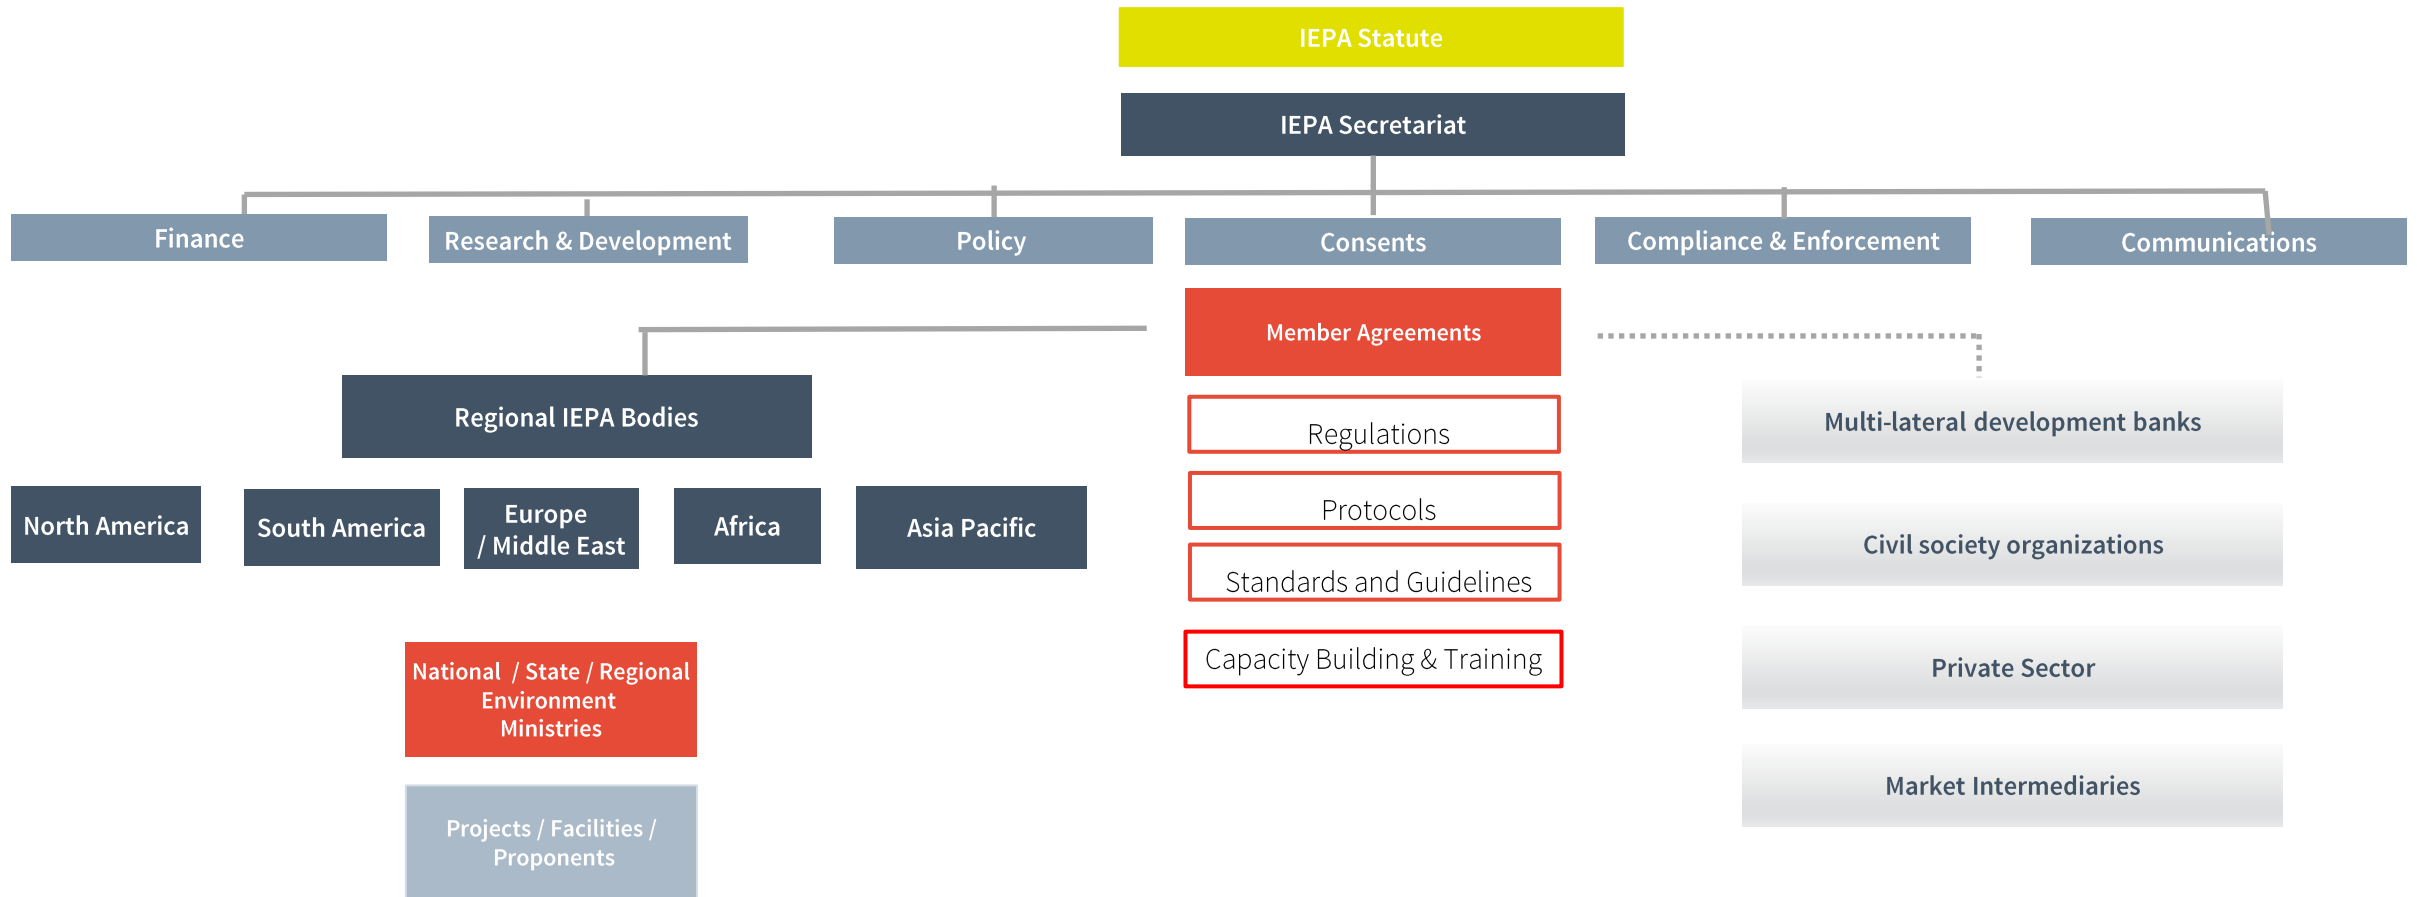 IEPA Statute
IEPA Secretariat
Finance
Research & Development
Policy
Consents
Compliance & Enforcement
Communications
Member Agreements
Regional IEPA Bodies
Regulations
Multi-lateral development banks
North America
South America
Europe
/ Middle East
Africa
Asia Pacific
Protocols
Standards and Guidelines
Civil society organizations
Capacity Building & Training
Private Sector
National / State / Regional
Environment
Ministries
Market Intermediaries
Projects / Facilities /
Proponents